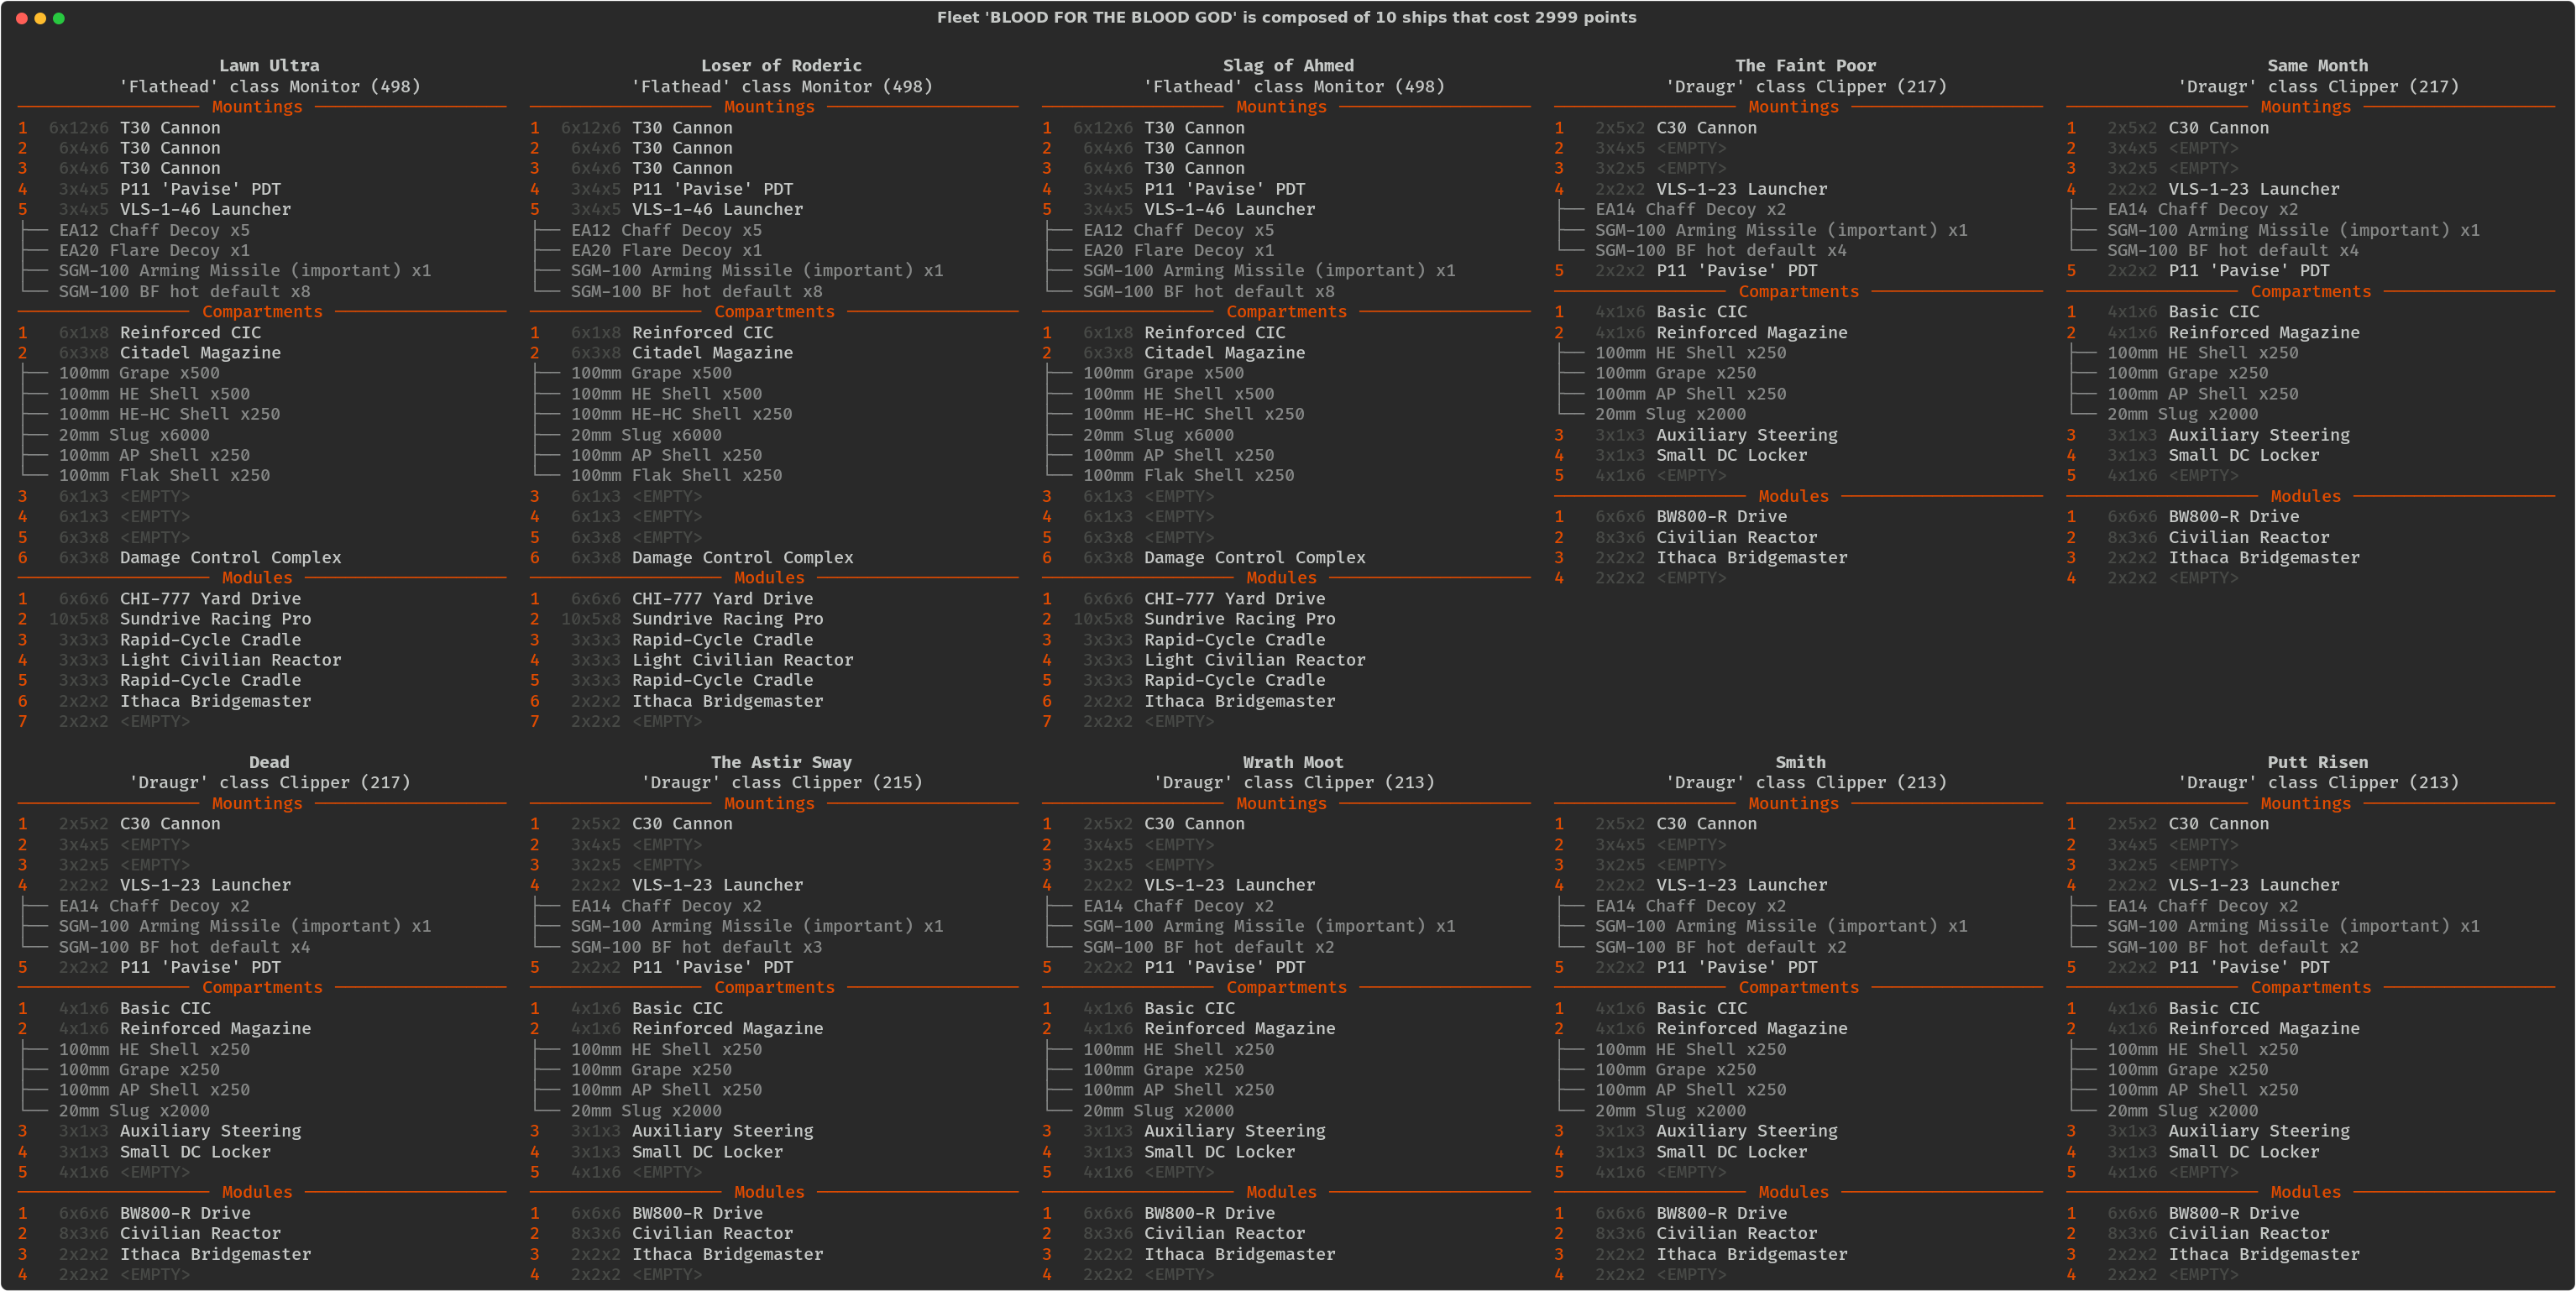 Fleet 'BLOOD FOR THE BLOOD GOD' is composed of 10 ships that cost 2999 points
Lawn Ultra
'Flathead' class Monitor (498)
Mountings
1 6x12x6 T30 Cannon
2 6x4x6 T30 Cannon
3 6x4x6 T30 Cannon
4 3x4x5 P11 'Pavise' PDT
5 3x4x5 VLS-1-46 Launcher
EA12 Chaff Decoy x5
EA20 Flare Decoy x1
SGM-100 Arming Missile (important) x1
SGM-100 BF hot default x8
Compartments
1 6x1x8 Reinforced CIC
2 6x3x8 Citadel Magazine
100mm Grape x500
100mm HE Shell x500
100mm HE-HC Shell x250
20mm Slug x6000
100mm AP Shell x250
100mm Flak Shell x250
3 6x1x3 <EMPTY>
4 6x1x3 <EMPTY>
5 6x3x8 <EMPTY>
6 6x3x8 Damage Control Complex
Modules
1 6x6x6 CHI-777 Yard Drive
2 10x5x8 Sundrive Racing Pro
3 3x3x3 Rapid-Cycle Cradle
4 3x3x3 Light Civilian Reactor
5 3x3x3 Rapid-Cycle Cradle
6 2x2x2 Ithaca Bridgemaster
7 2x2x2 <EMPTY>
Loser of Roderic
'Flathead' class Monitor (498)
Mountings
1 6x12x6 T30 Cannon
2 6x4x6 T30 Cannon
3 6x4x6 T30 Cannon
4 3x4x5 P11 'Pavise' PDT
5 3x4x5 VLS-1-46 Launcher
EA12 Chaff Decoy x5
EA20 Flare Decoy x1
SGM-100 Arming Missile (important) x1
SGM-100 BF hot default x8
Compartments
1 6x1x8 Reinforced CIC
2 6x3x8 Citadel Magazine
100mm Grape x500
100mm HE Shell x500
100mm HE-HC Shell x250
20mm Slug x6000
100mm AP Shell x250
100mm Flak Shell x250
3 6x1x3 <EMPTY>
4 6x1x3 <EMPTY>
5 6x3x8 <EMPTY>
6 6x3x8 Damage Control Complex
Modules
1 6x6x6 CHI-777 Yard Drive
2 10x5x8 Sundrive Racing Pro
3 3x3x3 Rapid-Cycle Cradle
4 3x3x3 Light Civilian Reactor
5 3x3x3 Rapid-Cycle Cradle
6 2x2x2 Ithaca Bridgemaster
7 2x2x2 <EMPTY>
Slag of Ahmed
'Flathead' class Monitor (498)
Mountings
1 6x12x6 T30 Cannon
2 6x4x6 T30 Cannon
3 6x4x6 T30 Cannon
4 3x4x5 P11 'Pavise' PDT
5 3x4x5 VLS-1-46 Launcher
EA12 Chaff Decoy x5
EA20 Flare Decoy x1
SGM-100 Arming Missile (important) x1
SGM-100 BF hot default x8
Compartments
1 6x1x8 Reinforced CIC
2 6x3x8 Citadel Magazine
100mm Grape x500
100mm HE Shell x500
100mm HE-HC Shell x250
20mm Slug x6000
100mm AP Shell x250
100mm Flak Shell x250
3 6x1x3 <EMPTY>
4 6x1x3 <EMPTY>
5 6x3x8 <EMPTY>
6 6x3x8 Damage Control Complex
Modules
1 6x6x6 CHI-777 Yard Drive
2 10x5x8 Sundrive Racing Pro
3 3x3x3 Rapid-Cycle Cradle
4 3x3x3 Light Civilian Reactor
5 3x3x3 Rapid-Cycle Cradle
6 2x2x2 Ithaca Bridgemaster
7 2x2x2 <EMPTY>
The Faint Poor
'Draugr' class Clipper (217)
Mountings
1 2x5x2 C30 Cannon
2 3x4x5 <EMPTY>
3 3x2x5 <EMPTY>
4 2x2x2 VLS-1-23 Launcher
EA14 Chaff Decoy x2
SGM-100 Arming Missile (important) x1
SGM-100 BF hot default x4
5 2x2x2 P11 'Pavise' PDT
Compartments
1 4x1x6 Basic CIC
2 4x1x6 Reinforced Magazine
100mm HE Shell x250
100mm Grape x250
100mm AP Shell x250
20mm Slug x2000
3 3x1x3 Auxiliary Steering
4 3x1x3 Small DC Locker
5 4x1x6 <EMPTY>
Modules
1 6x6x6 BW800-R Drive
2 8x3x6 Civilian Reactor
3 2x2x2 Ithaca Bridgemaster
4 2x2x2 <EMPTY>
Same Month
'Draugr' class Clipper (217)
Mountings
1 2x5x2 C30 Cannon
2 3x4x5 <EMPTY>
3 3x2x5 <EMPTY>
4 2x2x2 VLS-1-23 Launcher
EA14 Chaff Decoy x2
SGM-100 Arming Missile (important) x1
SGM-100 BF hot default x4
5 2x2x2 P11 'Pavise' PDT
Compartments
1 4x1x6 Basic CIC
2 4x1x6 Reinforced Magazine
100mm HE Shell x250
100mm Grape x250
100mm AP Shell x250
20mm Slug x2000
3 3x1x3 Auxiliary Steering
4 3x1x3 Small DC Locker
5 4x1x6 <EMPTY>
Modules
1 6x6x6 BW800-R Drive
2 8x3x6 Civilian Reactor
3 2x2x2 Ithaca Bridgemaster
4 2x2x2 <EMPTY>
Dead
'Draugr' class Clipper (217)
Mountings
1 2x5x2 C30 Cannon
2 3x4x5 <EMPTY>
3 3x2x5 <EMPTY>
4 2x2x2 VLS-1-23 Launcher
EA14 Chaff Decoy x2
SGM-100 Arming Missile (important) x1
SGM-100 BF hot default x4
5 2x2x2 P11 'Pavise' PDT
Compartments
1 4x1x6 Basic CIC
2 4x1x6 Reinforced Magazine
100mm HE Shell x250
100mm Grape x250
100mm AP Shell x250
20mm Slug x2000
3 3x1x3 Auxiliary Steering
4 3x1x3 Small DC Locker
5 4x1x6 <EMPTY>
Modules
1 6x6x6 BW800-R Drive
2 8x3x6 Civilian Reactor
3 2x2x2 Ithaca Bridgemaster
4 2x2x2 <EMPTY>
The Astir Sway
'Draugr' class Clipper (215)
Mountings
1 2x5x2 C30 Cannon
2 3x4x5 <EMPTY>
3 3x2x5 <EMPTY>
4 2x2x2 VLS-1-23 Launcher
EA14 Chaff Decoy x2
SGM-100 Arming Missile (important) x1
SGM-100 BF hot default x3
5 2x2x2 P11 'Pavise' PDT
Compartments
1 4x1x6 Basic CIC
2 4x1x6 Reinforced Magazine
100mm HE Shell x250
100mm Grape x250
100mm AP Shell x250
20mm Slug x2000
3 3x1x3 Auxiliary Steering
4 3x1x3 Small DC Locker
5 4x1x6 <EMPTY>
Modules
1 6x6x6 BW800-R Drive
2 8x3x6 Civilian Reactor
3 2x2x2 Ithaca Bridgemaster
4 2x2x2 <EMPTY>
Wrath Moot
'Draugr' class Clipper (213)
Mountings
1 2x5x2 C30 Cannon
2 3x4x5 <EMPTY>
3 3x2x5 <EMPTY>
4 2x2x2 VLS-1-23 Launcher
EA14 Chaff Decoy x2
SGM-100 Arming Missile (important) x1
SGM-100 BF hot default x2
5 2x2x2 P11 'Pavise' PDT
Compartments
1 4x1x6 Basic CIC
2 4x1x6 Reinforced Magazine
100mm HE Shell x250
100mm Grape x250
100mm AP Shell x250
20mm Slug x2000
3 3x1x3 Auxiliary Steering
4 3x1x3 Small DC Locker
5 4x1x6 <EMPTY>
Modules
1 6x6x6 BW800-R Drive
2 8x3x6 Civilian Reactor
3 2x2x2 Ithaca Bridgemaster
4 2x2x2 <EMPTY>
Smith
'Draugr' class Clipper (213)
Mountings
1 2x5x2 C30 Cannon
2 3x4x5 <EMPTY>
3 3x2x5 <EMPTY>
4 2x2x2 VLS-1-23 Launcher
EA14 Chaff Decoy x2
SGM-100 Arming Missile (important) x1
SGM-100 BF hot default x2
5 2x2x2 P11 'Pavise' PDT
Compartments
1 4x1x6 Basic CIC
2 4x1x6 Reinforced Magazine
100mm HE Shell x250
100mm Grape x250
100mm AP Shell x250
20mm Slug x2000
3 3x1x3 Auxiliary Steering
4 3x1x3 Small DC Locker
5 4x1x6 <EMPTY>
Modules
1 6x6x6 BW800-R Drive
2 8x3x6 Civilian Reactor
3 2x2x2 Ithaca Bridgemaster
4 2x2x2 <EMPTY>
Putt Risen
'Draugr' class Clipper (213)
Mountings
1 2x5x2 C30 Cannon
2 3x4x5 <EMPTY>
3 3x2x5 <EMPTY>
4 2x2x2 VLS-1-23 Launcher
EA14 Chaff Decoy x2
SGM-100 Arming Missile (important) x1
SGM-100 BF hot default x2
5 2x2x2 P11 'Pavise' PDT
Compartments
1 4x1x6 Basic CIC
2 4x1x6 Reinforced Magazine
100mm HE Shell x250
100mm Grape x250
100mm AP Shell x250
20mm Slug x2000
3 3x1x3 Auxiliary Steering
4 3x1x3 Small DC Locker
5 4x1x6 <EMPTY>
Modules
1 6x6x6 BW800-R Drive
2 8x3x6 Civilian Reactor
3 2x2x2 Ithaca Bridgemaster
4 2x2x2 <EMPTY>